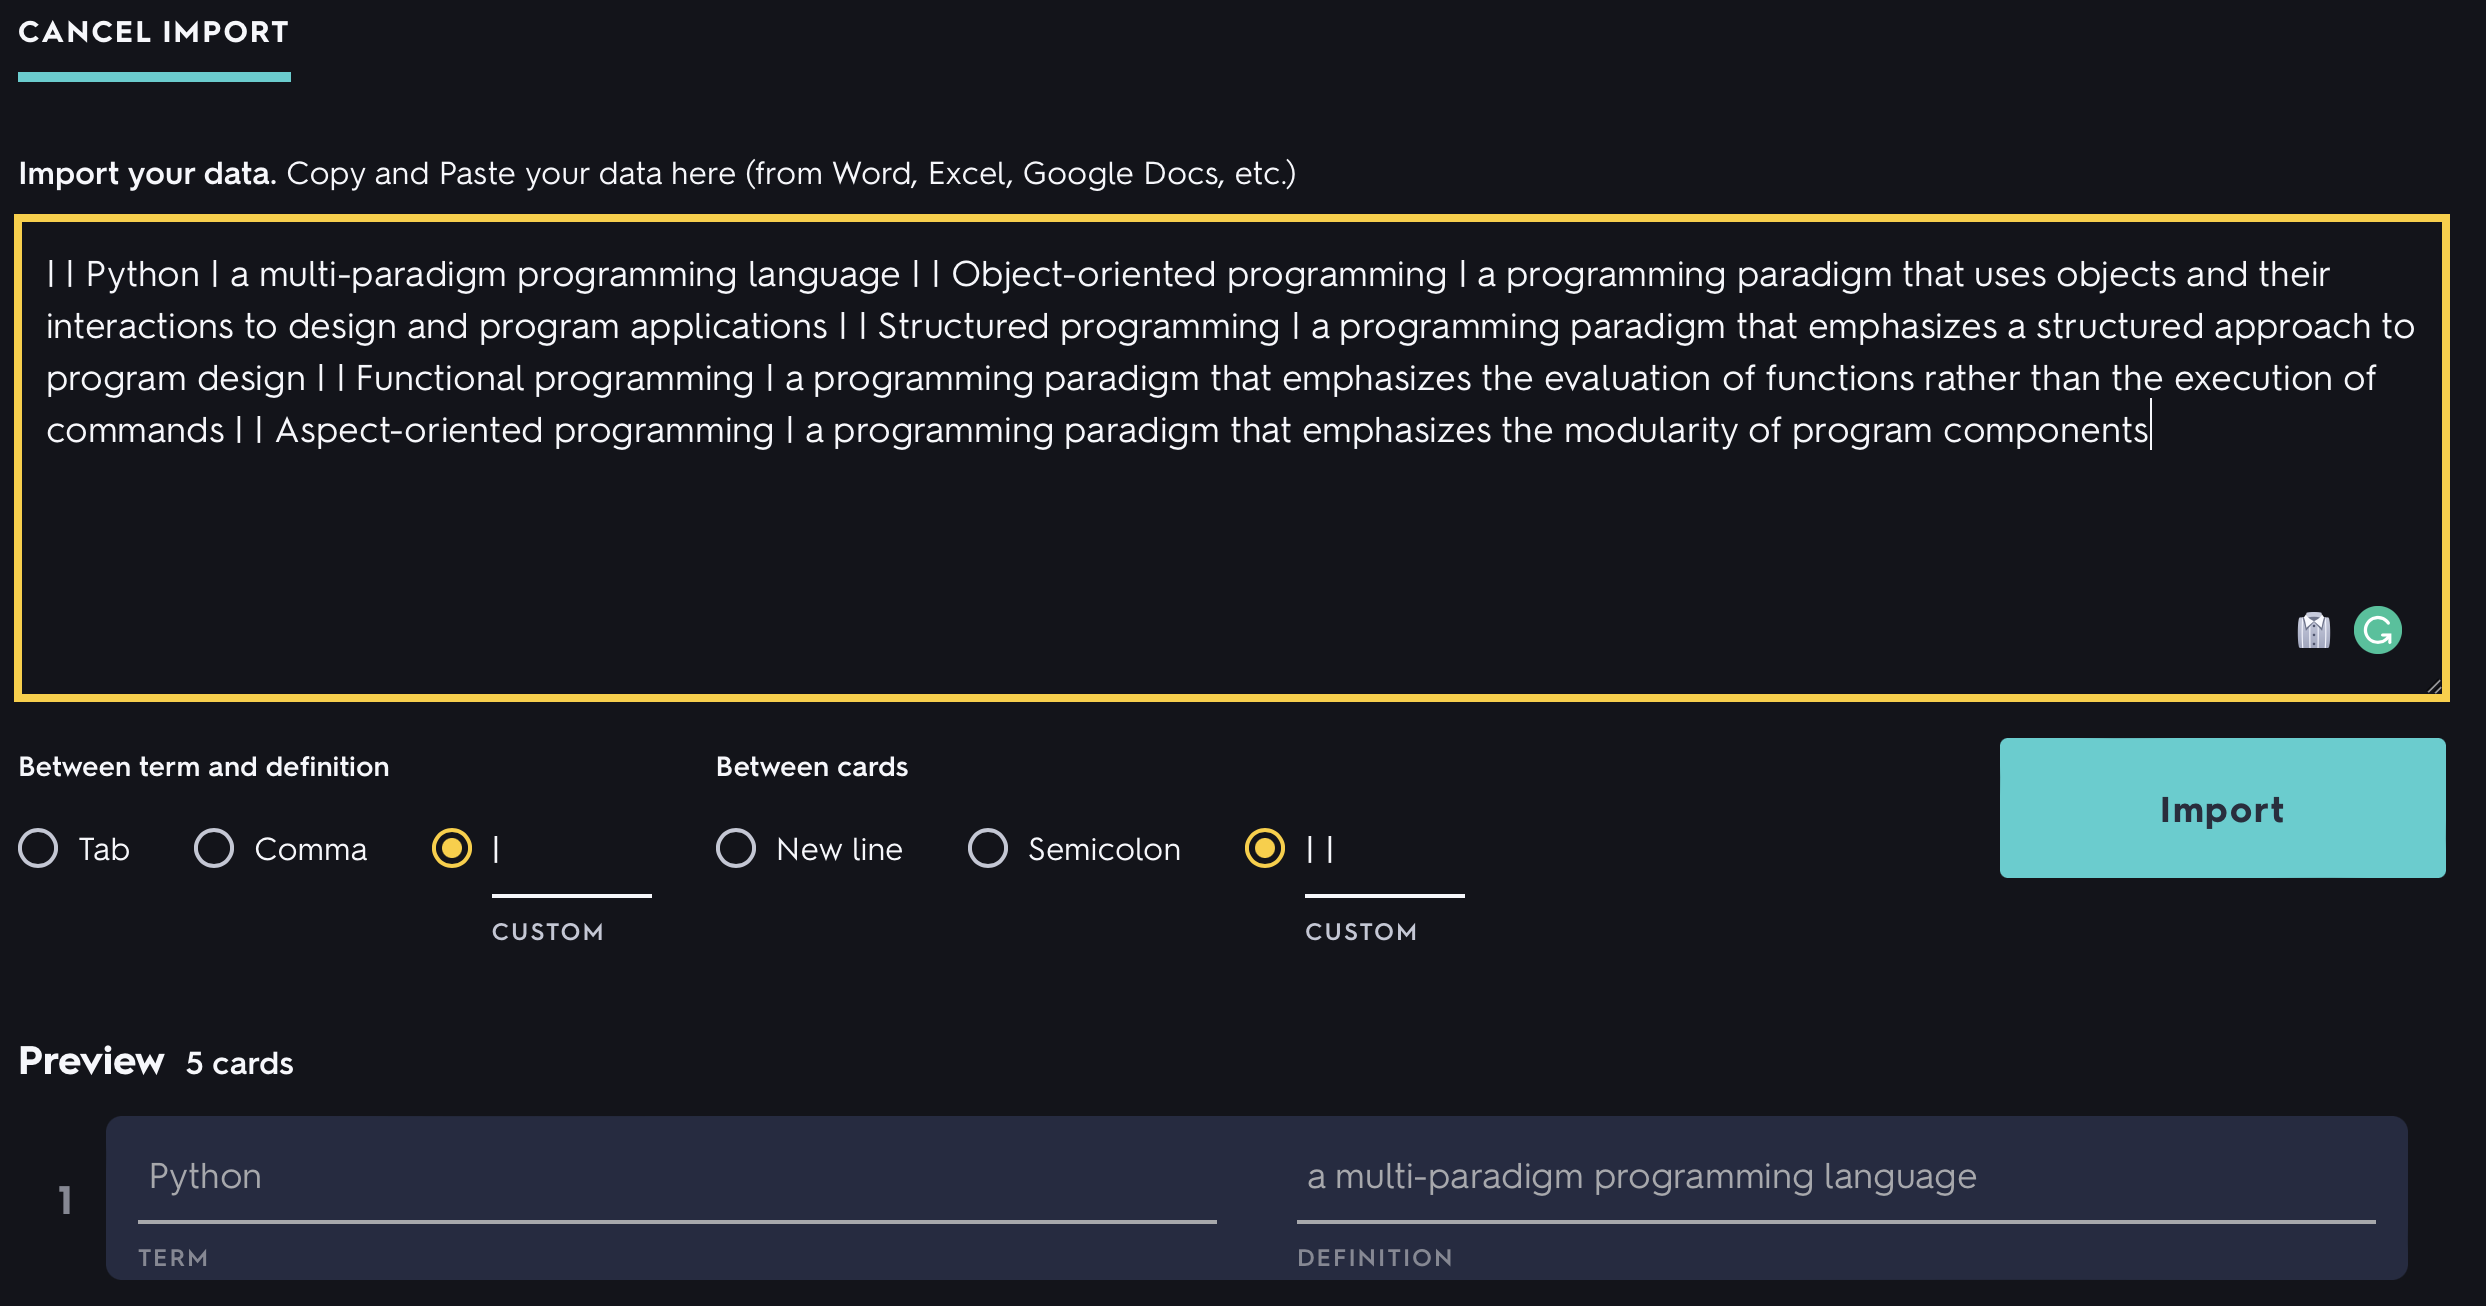 CANCEL IMPORT
Import your data. Copy and Paste your data here (from Word, Excel, Google Docs, etc.)
| | Python | a multi-paradigm programming language | | Object-oriented programming | a programming paradigm that uses objects and their
interactions to design and program applications | | Structured programming | a programming paradigm that emphasizes a structured approach to
program design | | Functional programming | a programming paradigm that emphasizes the evaluation of functions rather than the execution of
commands | | Aspect-oriented programming | a programming paradigm that emphasizes the modularity of program components
Between term and definition
Tab
Comma
|
CUSTOM
Between cards
New line
Semicolon
| |
CUSTOM
Import
Preview 5 cards
1
Python
TERM
a multi-paradigm programming language
DEFINITION